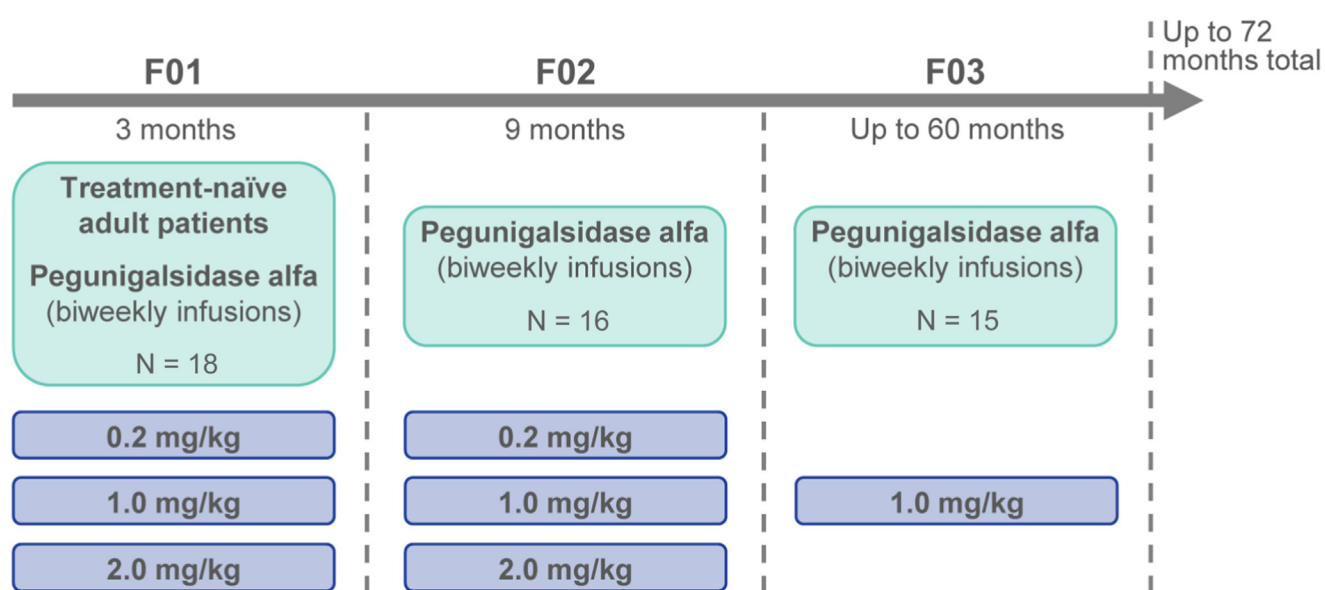 Up to 72
months total
F01
F02
F03
3 months
9 months
Up to 60 months
Treatment-naïve
adult patients
Pegunigalsidase alfa
(biweekly infusions)
N = 18
Pegunigalsidase alfa
(biweekly infusions)
N = 16
Pegunigalsidase alfa
(biweekly infusions)
N = 15
0.2 mg/kg
0.2 mg/kg
1.0 mg/kg
1.0 mg/kg
1.0 mg/kg
2.0 mg/kg
2.0 mg/kg